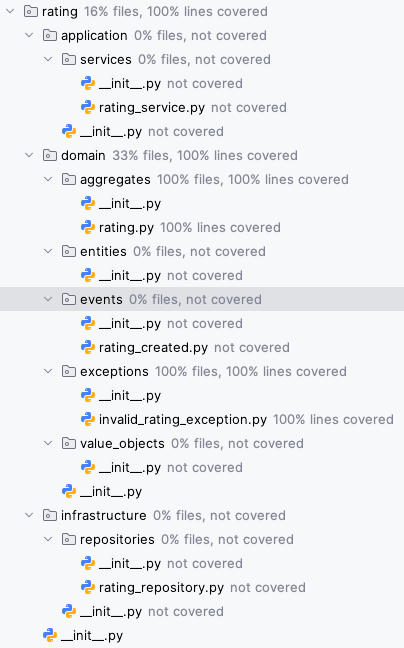 rating 16% files, 100% lines covered
application 0% files, not covered
services 0% files, not covered
__init__.py not covered
rating_service.py not covered
__init__.py not covered
domain 33% files, 100% lines covered
aggregates 100% files, 100% lines covered
__init__.py
rating.py 100% lines covered
entities 0% files, not covered
__init__.py not covered
events 0% files, not covered
__init__.py not covered
rating_created.py not covered
exceptions 100% files, 100% lines covered
__init__.py
invalid_rating_exception.py 100% lines covered
value_objects 0% files, not covered
__init__.py not covered
__init__.py
infrastructure 0% files, not covered
repositories 0% files, not covered
__init__.py not covered
rating_repository.py not covered
__init__.py not covered
__init__.py